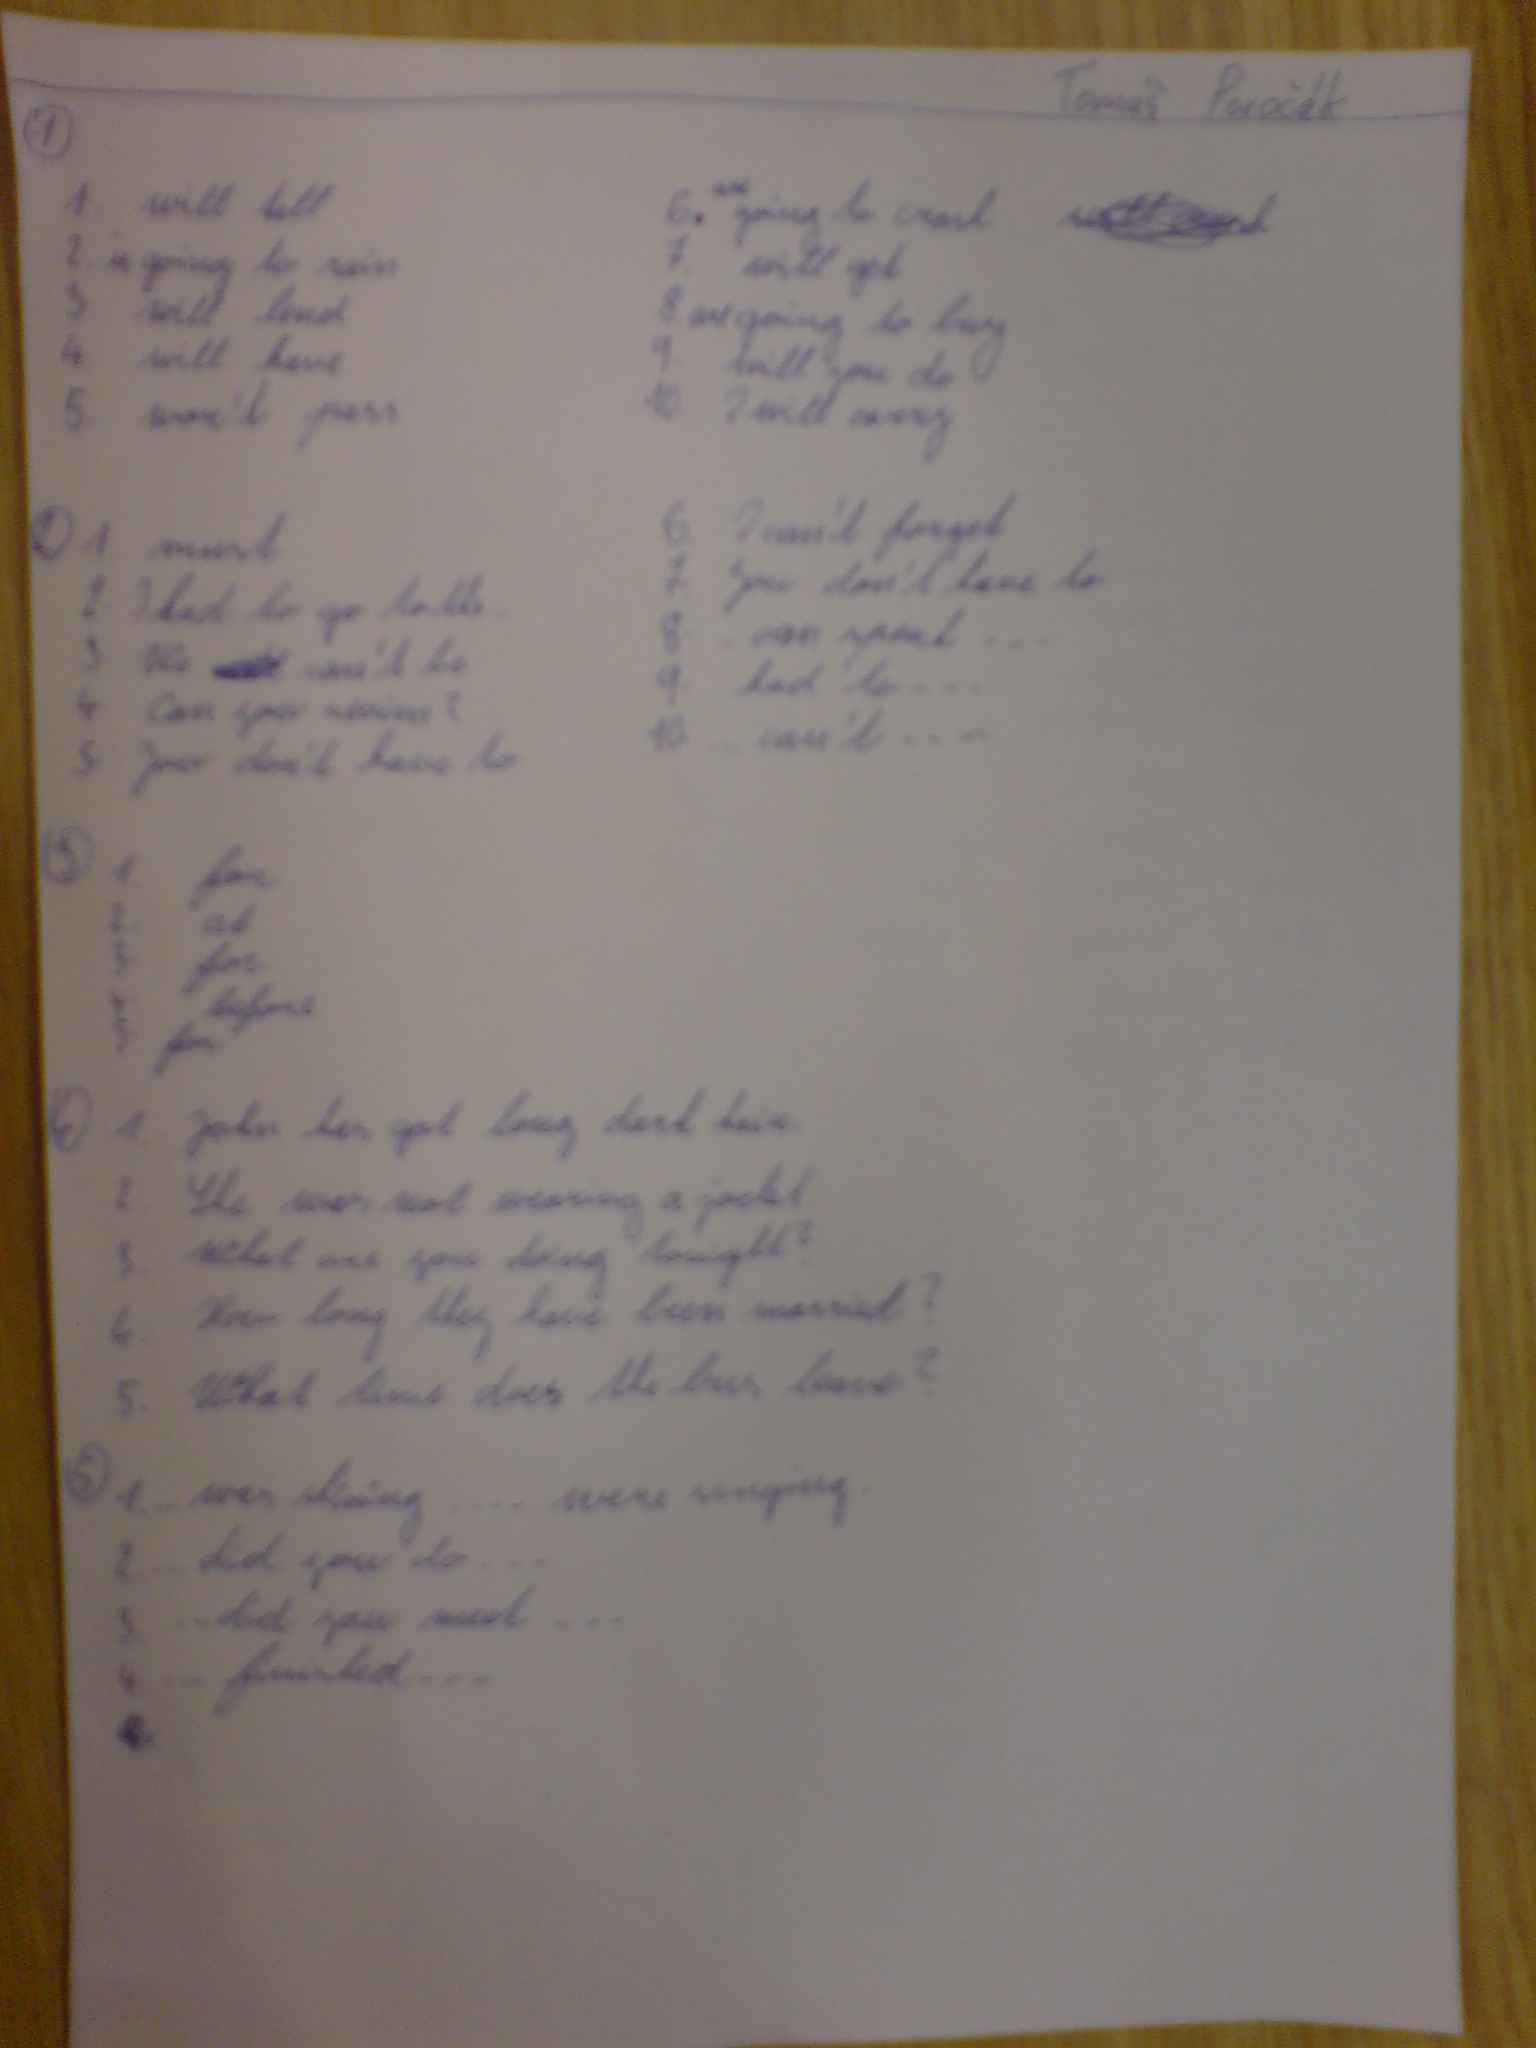 Tomáš
1
1. will tell
2. is going to rain
3 will lend
4 will have
5. won't pass
6. are going to crash
7. will get
8 are going to buy
9. will you do
10. I will carry
2
1. must
2. I had to go to the..
3 We can't be
4 Can you swim?
5 You don't have to
6. I can't forget
7. You don't have to
8 .. can speak ...
9. had to ...
10 .. can't ...
3
1. for
2. at
3 for
4 before
5 for
4
1. John has got long dark hair.
2. She was not wearing a jacket.
3. What are you doing tonight?
4. How long they have been married?
5. What time does the bus leave?
5
1 .. was shining .... were singing.
2. .. did you to ...
3. .. did you meet ...
4 ... finished ...